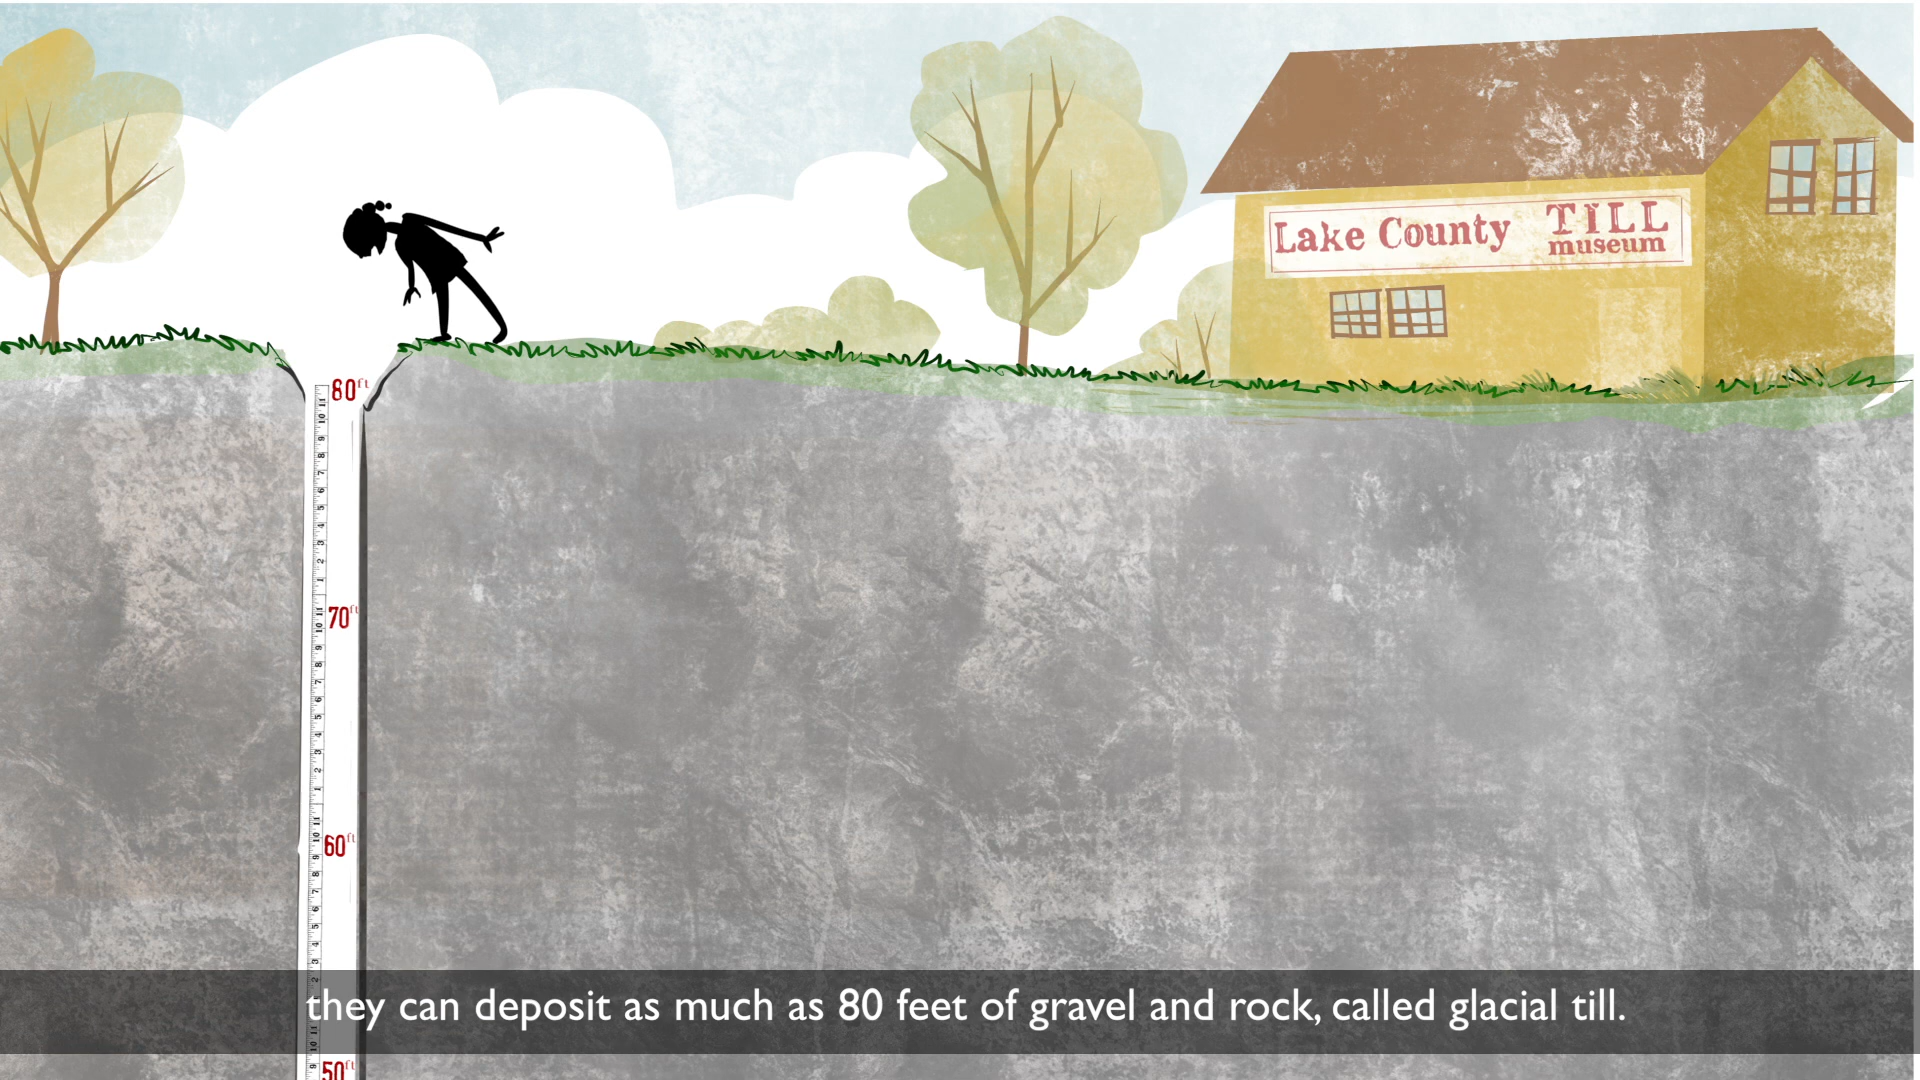 Lake County TILL
museum
80ft
70ft
60ft
they can deposit as much as 80 feet of gravel and rock, called glacial till.
50ft